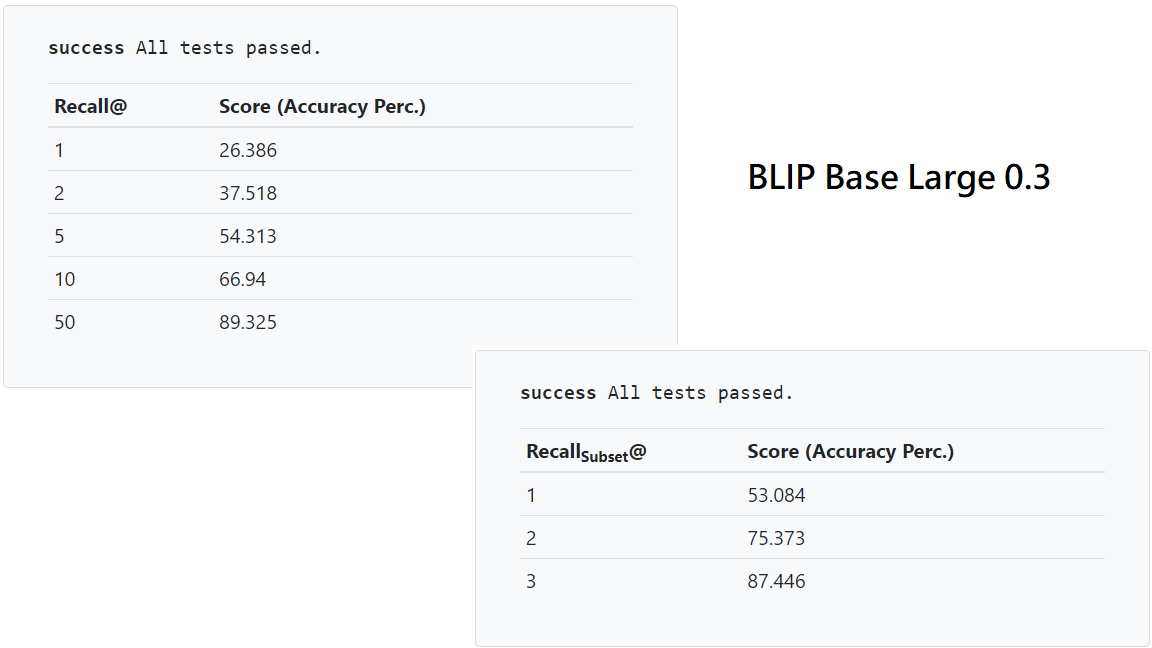 success All tests passed.
Recall@ Score (Accuracy Perc.)
1 26.386
2 37.518
5 54.313
10 66.94
50 89.325
BLIP Base Large 0.3
success All tests passed.
RecallSubset@ Score (Accuracy Perc.)
1 53.084
2 75.373
3 87.446